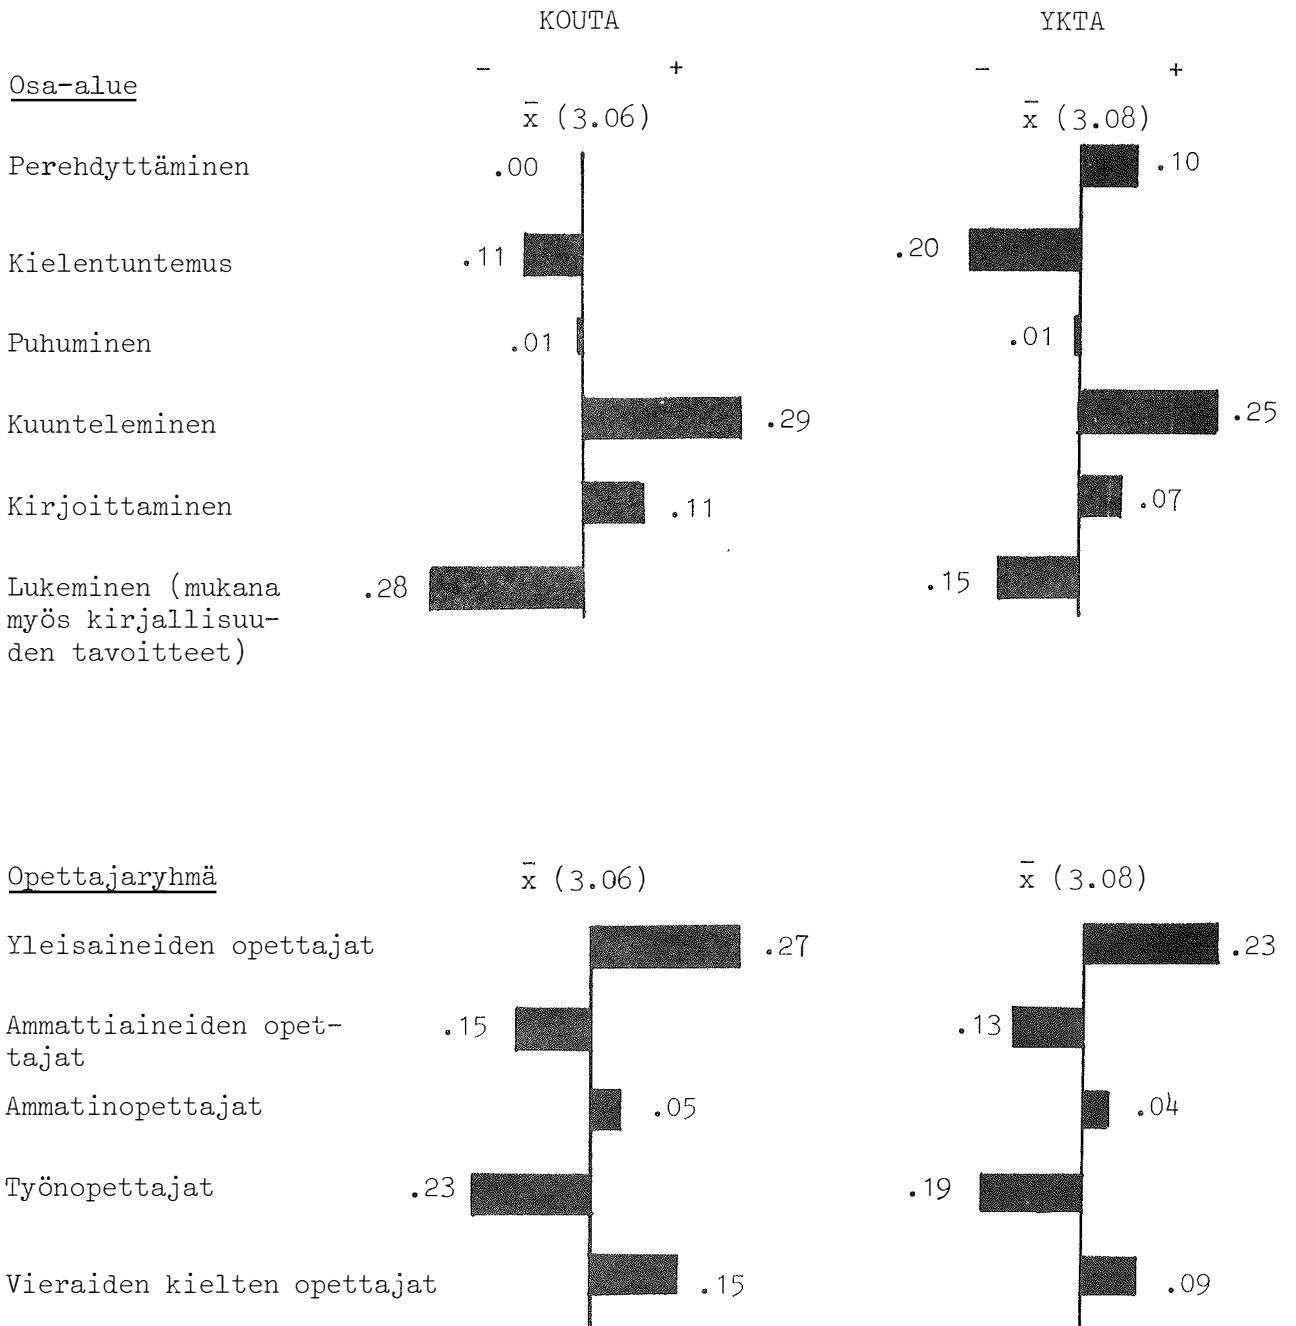 KOUTA YKTA
− + − +
Osa-alue
x̄ (3.06) x̄ (3.08)
Perehdyttäminen .00 .10
Kielentuntemus .11 .20
Puhuminen .01 .01
Kuunteleminen .29 .25
Kirjoittaminen .11 .07
Lukeminen (mukana .28 .15
myös kirjallisuu-
den tavoitteet)
Opettajaryhmä x̄ (3.06) x̄ (3.08)
Yleisaineiden opettajat .27 .23
Ammattiaineiden opet- .15 .13
tajat
Ammatinopettajat .05 .04
Työnopettajat .23 .19
Vieraiden kielten opettajat .15 .09